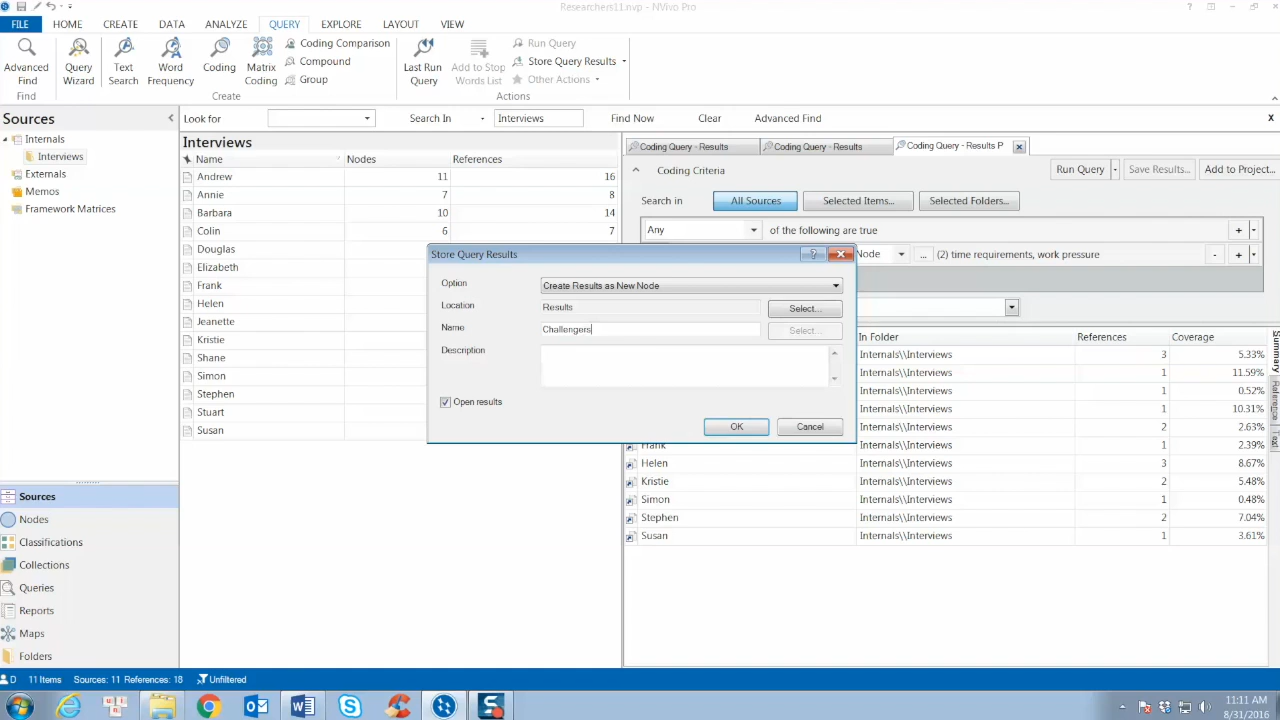 Researchers11.nvp - NVivo Pro
FILE HOME CREATE DATA ANALYZE QUERY EXPLORE LAYOUT VIEW
Advanced Find
Query Wizard
Text Search
Word Frequency
Coding
Matrix Coding
Coding Comparison
Compound
Group
Last Run Query
Add to Stop Words List
Run Query
Store Query Results
Other Actions
Find Create Actions
Sources
Look for Search In Interviews Find Now Clear Advanced Find X
Internals
Interviews
Externals
Memos
Framework Matrices
Interviews
Name Nodes References
Andrew 11 16
Annie 7 8
Barbara 10 14
Colin 6 7
Douglas
Elizabeth
Frank
Helen
Jeanette
Kristie
Shane
Simon
Stephen
Stuart
Susan
Coding Query - Results Coding Query - Results Coding Query - Results P
Coding Criteria Run Query Save Results... Add to Project...
Search in All Sources Selected Items... Selected Folders...
Any of the following are true +
Node ... (2) time requirements, work pressure - +
Store Query Results
Option Create Results as New Node
Location Results Select...
Name Challengers Select...
Description
Open results
OK Cancel
In Folder References Coverage
Internals\\Interviews 3 5.33%
Internals\\Interviews 1 11.59%
Internals\\Interviews 1 0.52%
Internals\\Interviews 1 10.31%
Internals\\Interviews 2 2.63%
Frank Internals\\Interviews 1 2.39%
Helen Internals\\Interviews 3 8.67%
Kristie Internals\\Interviews 2 5.48%
Simon Internals\\Interviews 1 0.48%
Stephen Internals\\Interviews 2 7.04%
Susan Internals\\Interviews 1 3.61%
Summary
Reference
Text
Sources
Nodes
Classifications
Collections
Queries
Reports
Maps
Folders
D 11 Items Sources: 11 References: 18 Unfiltered
11:11 AM
8/31/2016